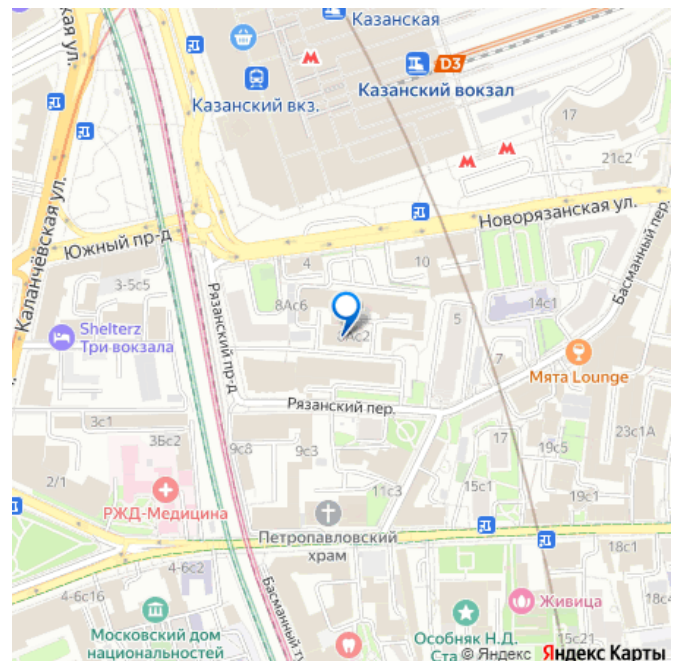 Казанская
кая ул.
Казанский вкз.
D3
Казанский вокзал
17
21с2
Новорязанская ул.
Каланчёвская ул.
Южный пр-д
4
10
Басманный пер.
3-5с5
Рязанский пр-д
8Ас6
14с1
Shelterz
Три вокзала
8Ас2
5
Мята Lounge
Рязанский пер.
3с1
3Бс2
9с8
9с3
17
19с5
23с1А
2/1
РЖД-Медицина
11с3
15с1
19с1
Петропавловский
храм
18с1
4-6с2
4-6с16
Басманный ту
Живица
18с4
Московский дом
национальностей
Особняк Н.Д.
Ста
15с21
© Яндекс Яндекс Карты